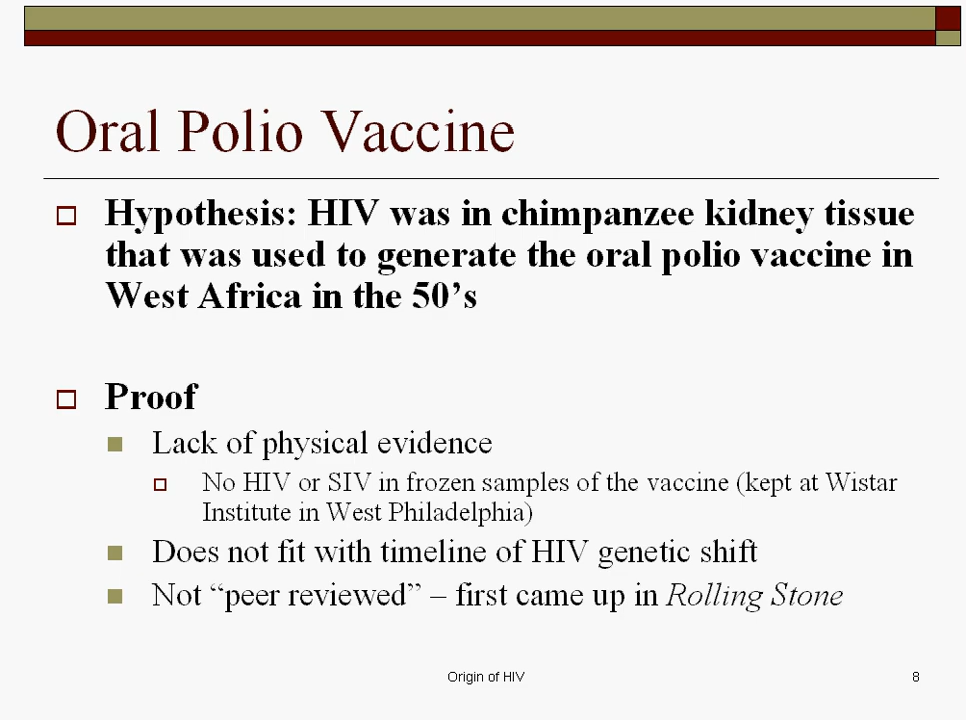 Oral Polio Vaccine
Hypothesis: HIV was in chimpanzee kidney tissue
that was used to generate the oral polio vaccine in
West Africa in the 50’s
Proof
Lack of physical evidence
No HIV or SIV in frozen samples of the vaccine (kept at Wistar
Institute in West Philadelphia)
Does not fit with timeline of HIV genetic shift
Not “peer reviewed” – first came up in Rolling Stone
Origin of HIV
8